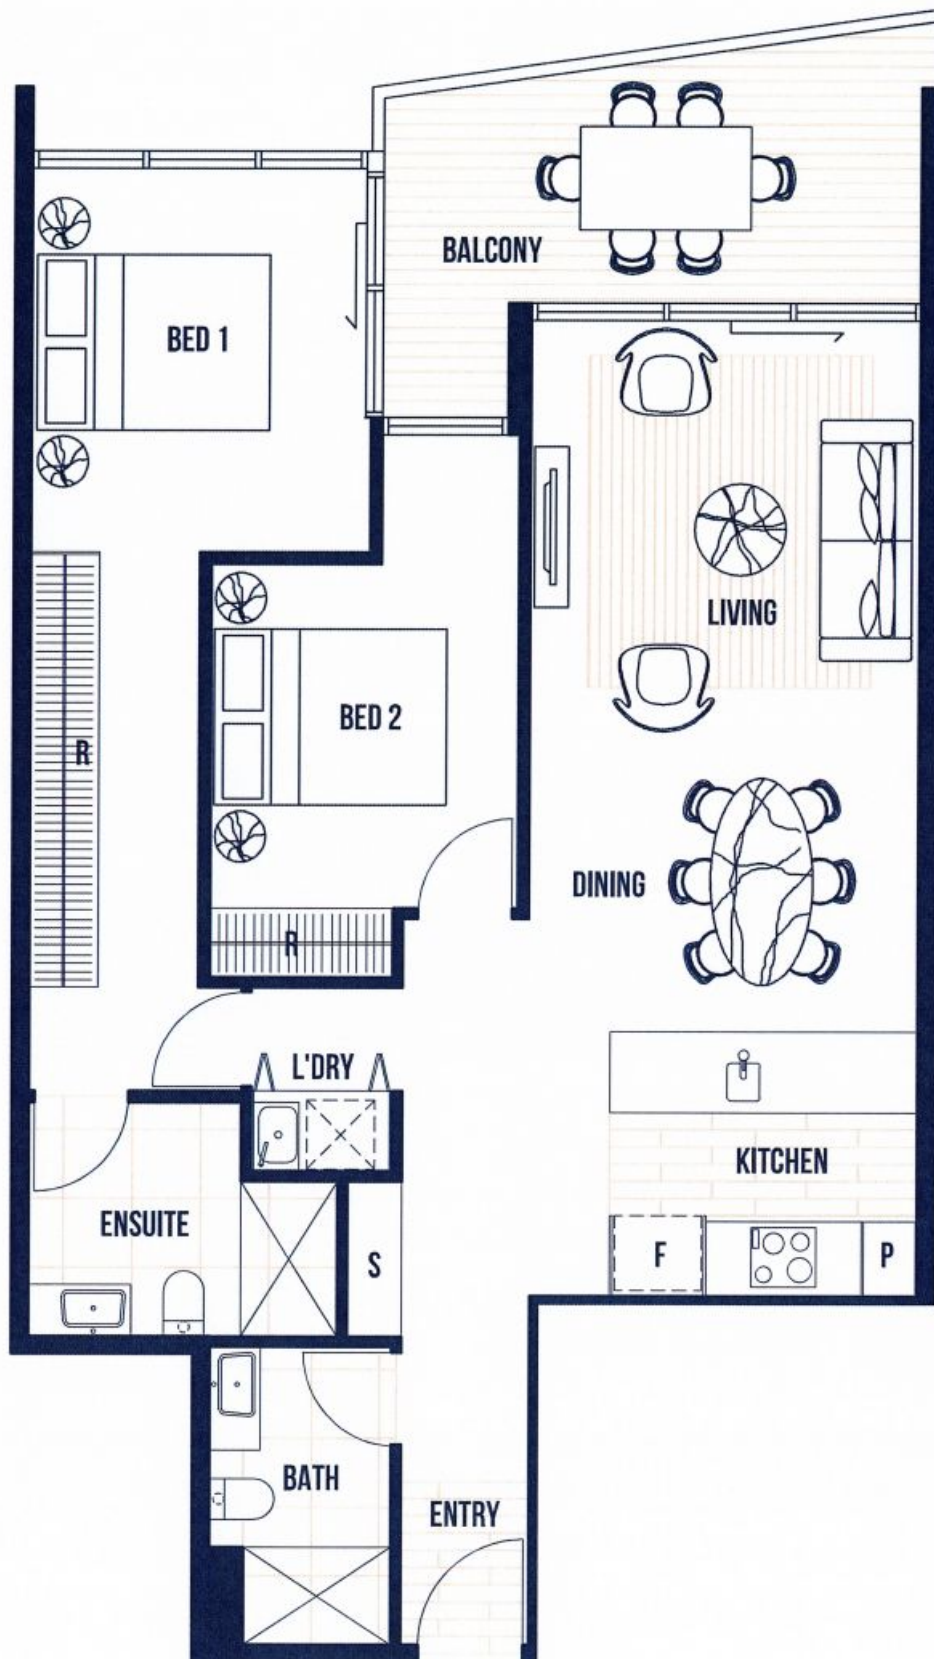 BALCONY
BED 1
LIVING
BED 2
R
DINING
R
L'DRY
KITCHEN
ENSUITE
S
F
P
BATH
ENTRY